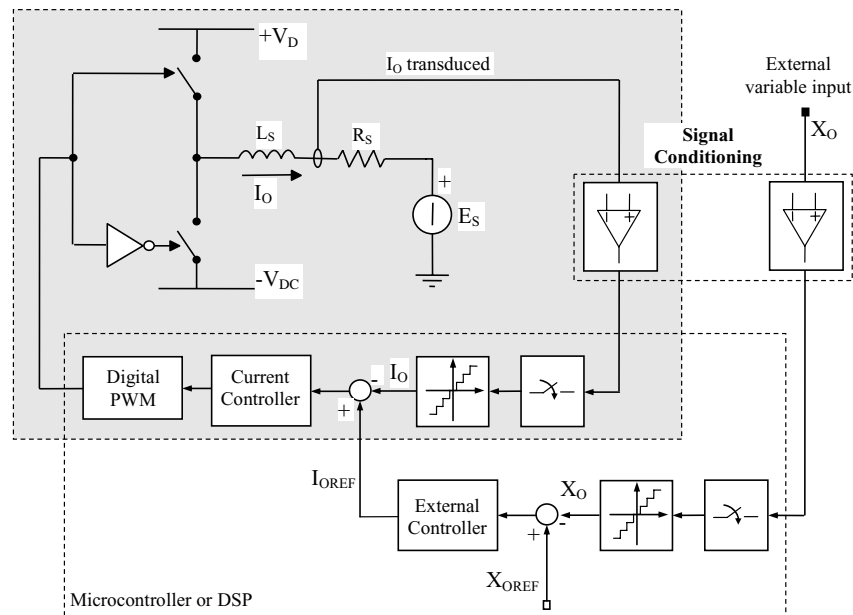 +V_D
I_O transduced
External
variable input
X_O
L_S
R_S
Signal
Conditioning
I_O
+
E_S
- +
- +
-V_DC
Digital
PWM
Current
Controller
-
+
I_O
I_OREF
External
Controller
X_O
+
-
X_OREF
Microcontroller or DSP